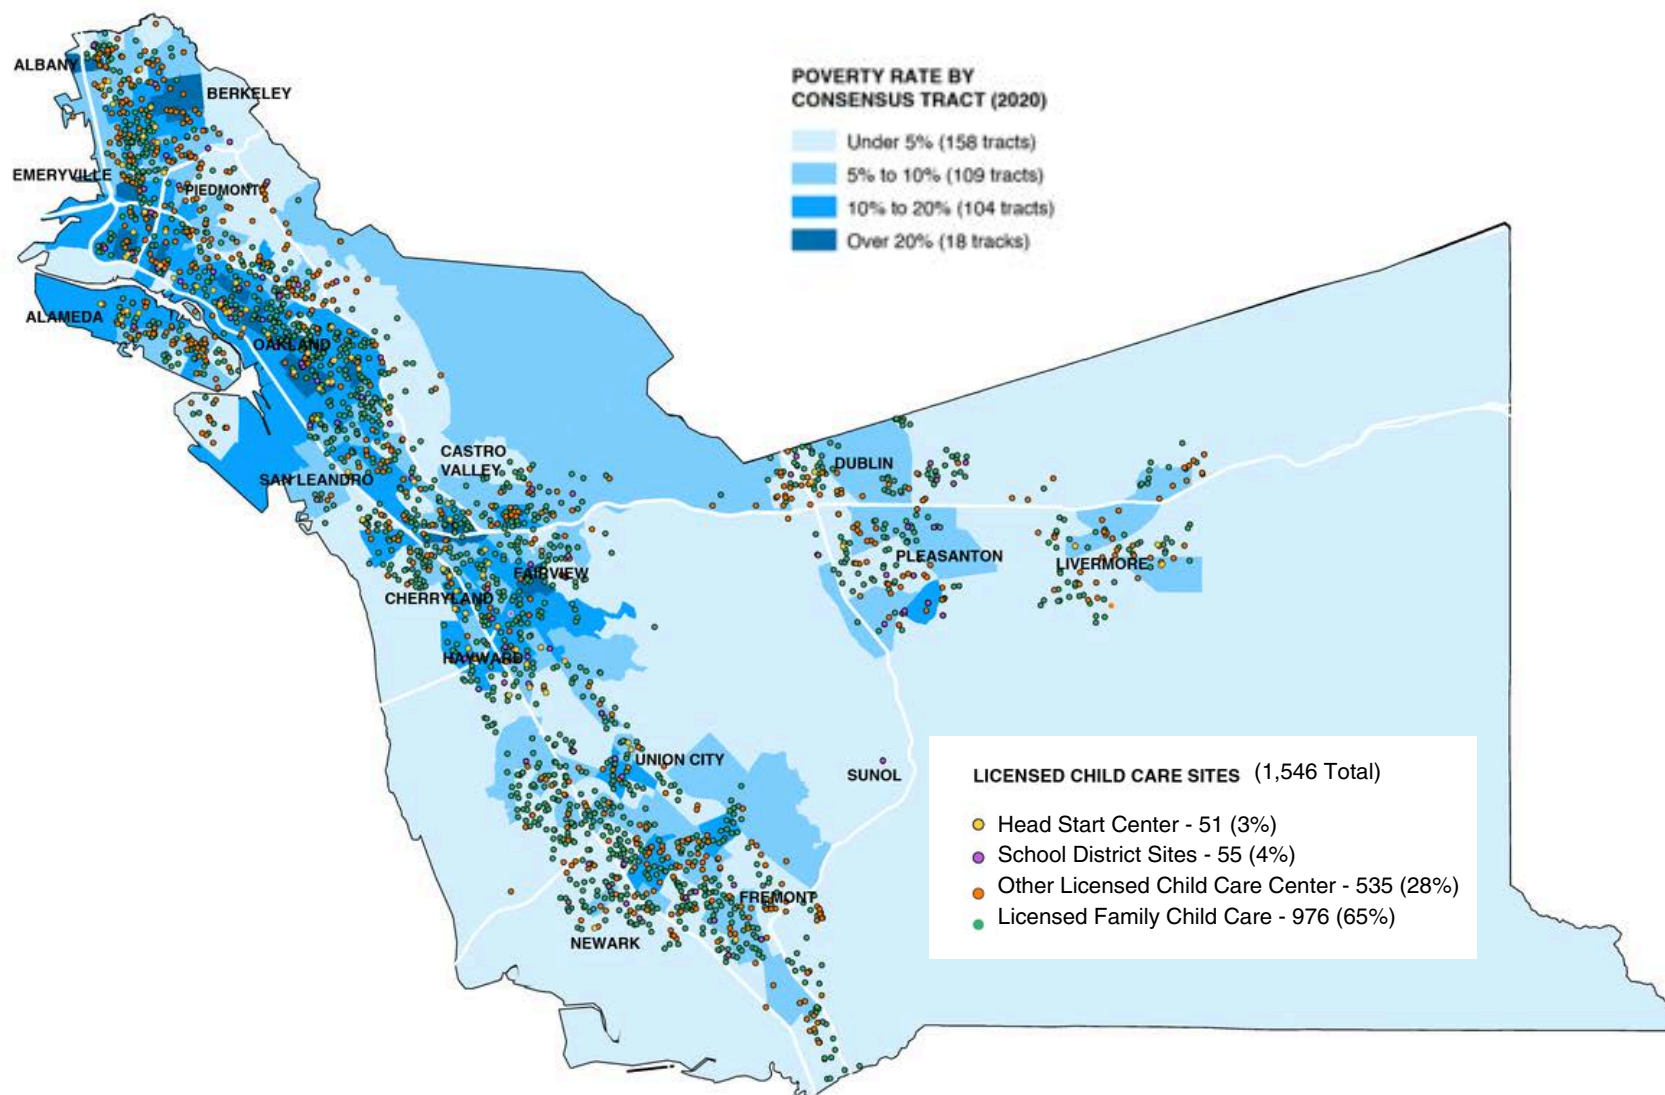 ALBANY
BERKELEY
EMERYVILLE
PIEDMONT
ALAMEDA
OAKLAND
CASTRO
VALLEY
SAN LEANDRO
FAIRVIEW
CHERRYLAND
HAYWARD
DUBLIN
PLEASANTON
LIVERMORE
UNION CITY
SUNOL
FREMONT
NEWARK
POVERTY RATE BY
CONSENSUS TRACT (2020)
Under 5% (158 tracts)
5% to 10% (109 tracts)
10% to 20% (104 tracts)
Over 20% (18 tracks)
LICENSED CHILD CARE SITES (1,546 Total)
Head Start Center - 51 (3%)
School District Sites - 55 (4%)
Other Licensed Child Care Center - 535 (28%)
Licensed Family Child Care - 976 (65%)